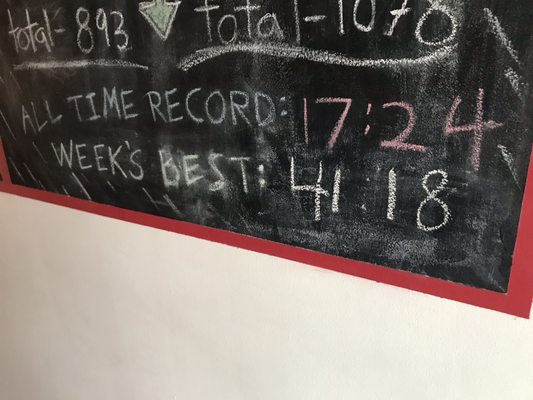 total- 893 total- 1078
ALL TIME RECORD: 17:24
WEEK'S BEST: 41:18